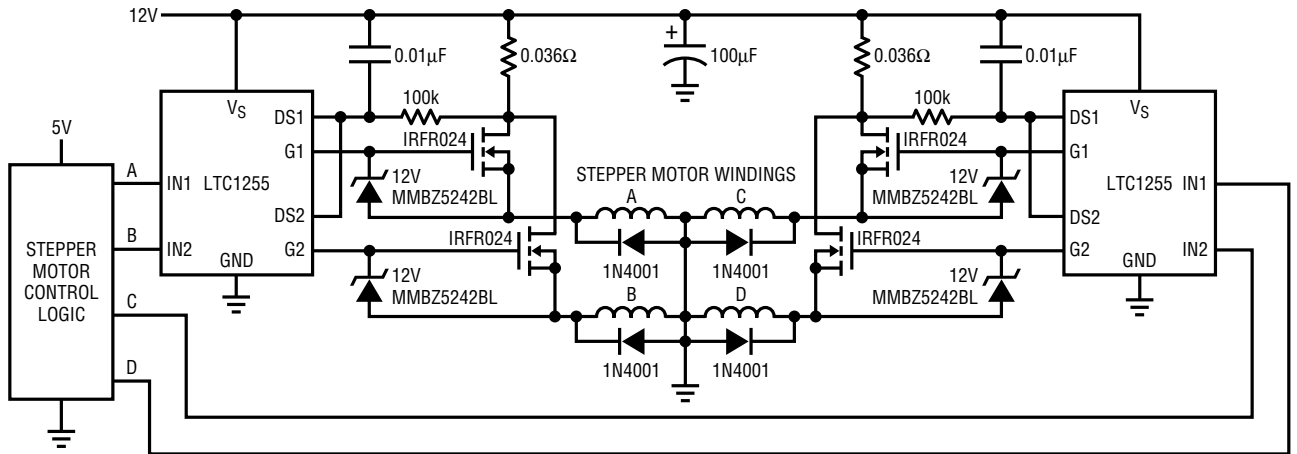 12V
0.01µF
0.036Ω
+
100µF
0.036Ω
0.01µF
5V
VS
DS1
100k
IRFR024
G1
12V
MMBZ5242BL
LTC1255
IN1
DS2
IN2
G2
GND
12V
MMBZ5242BL
IRFR024
STEPPER MOTOR WINDINGS
A
C
1N4001
1N4001
B
D
1N4001
1N4001
100k
IRFR024
12V
MMBZ5242BL
IRFR024
12V
MMBZ5242BL
VS
DS1
G1
LTC1255
IN1
DS2
G2
IN2
GND
A
B
C
D
STEPPER
MOTOR
CONTROL
LOGIC